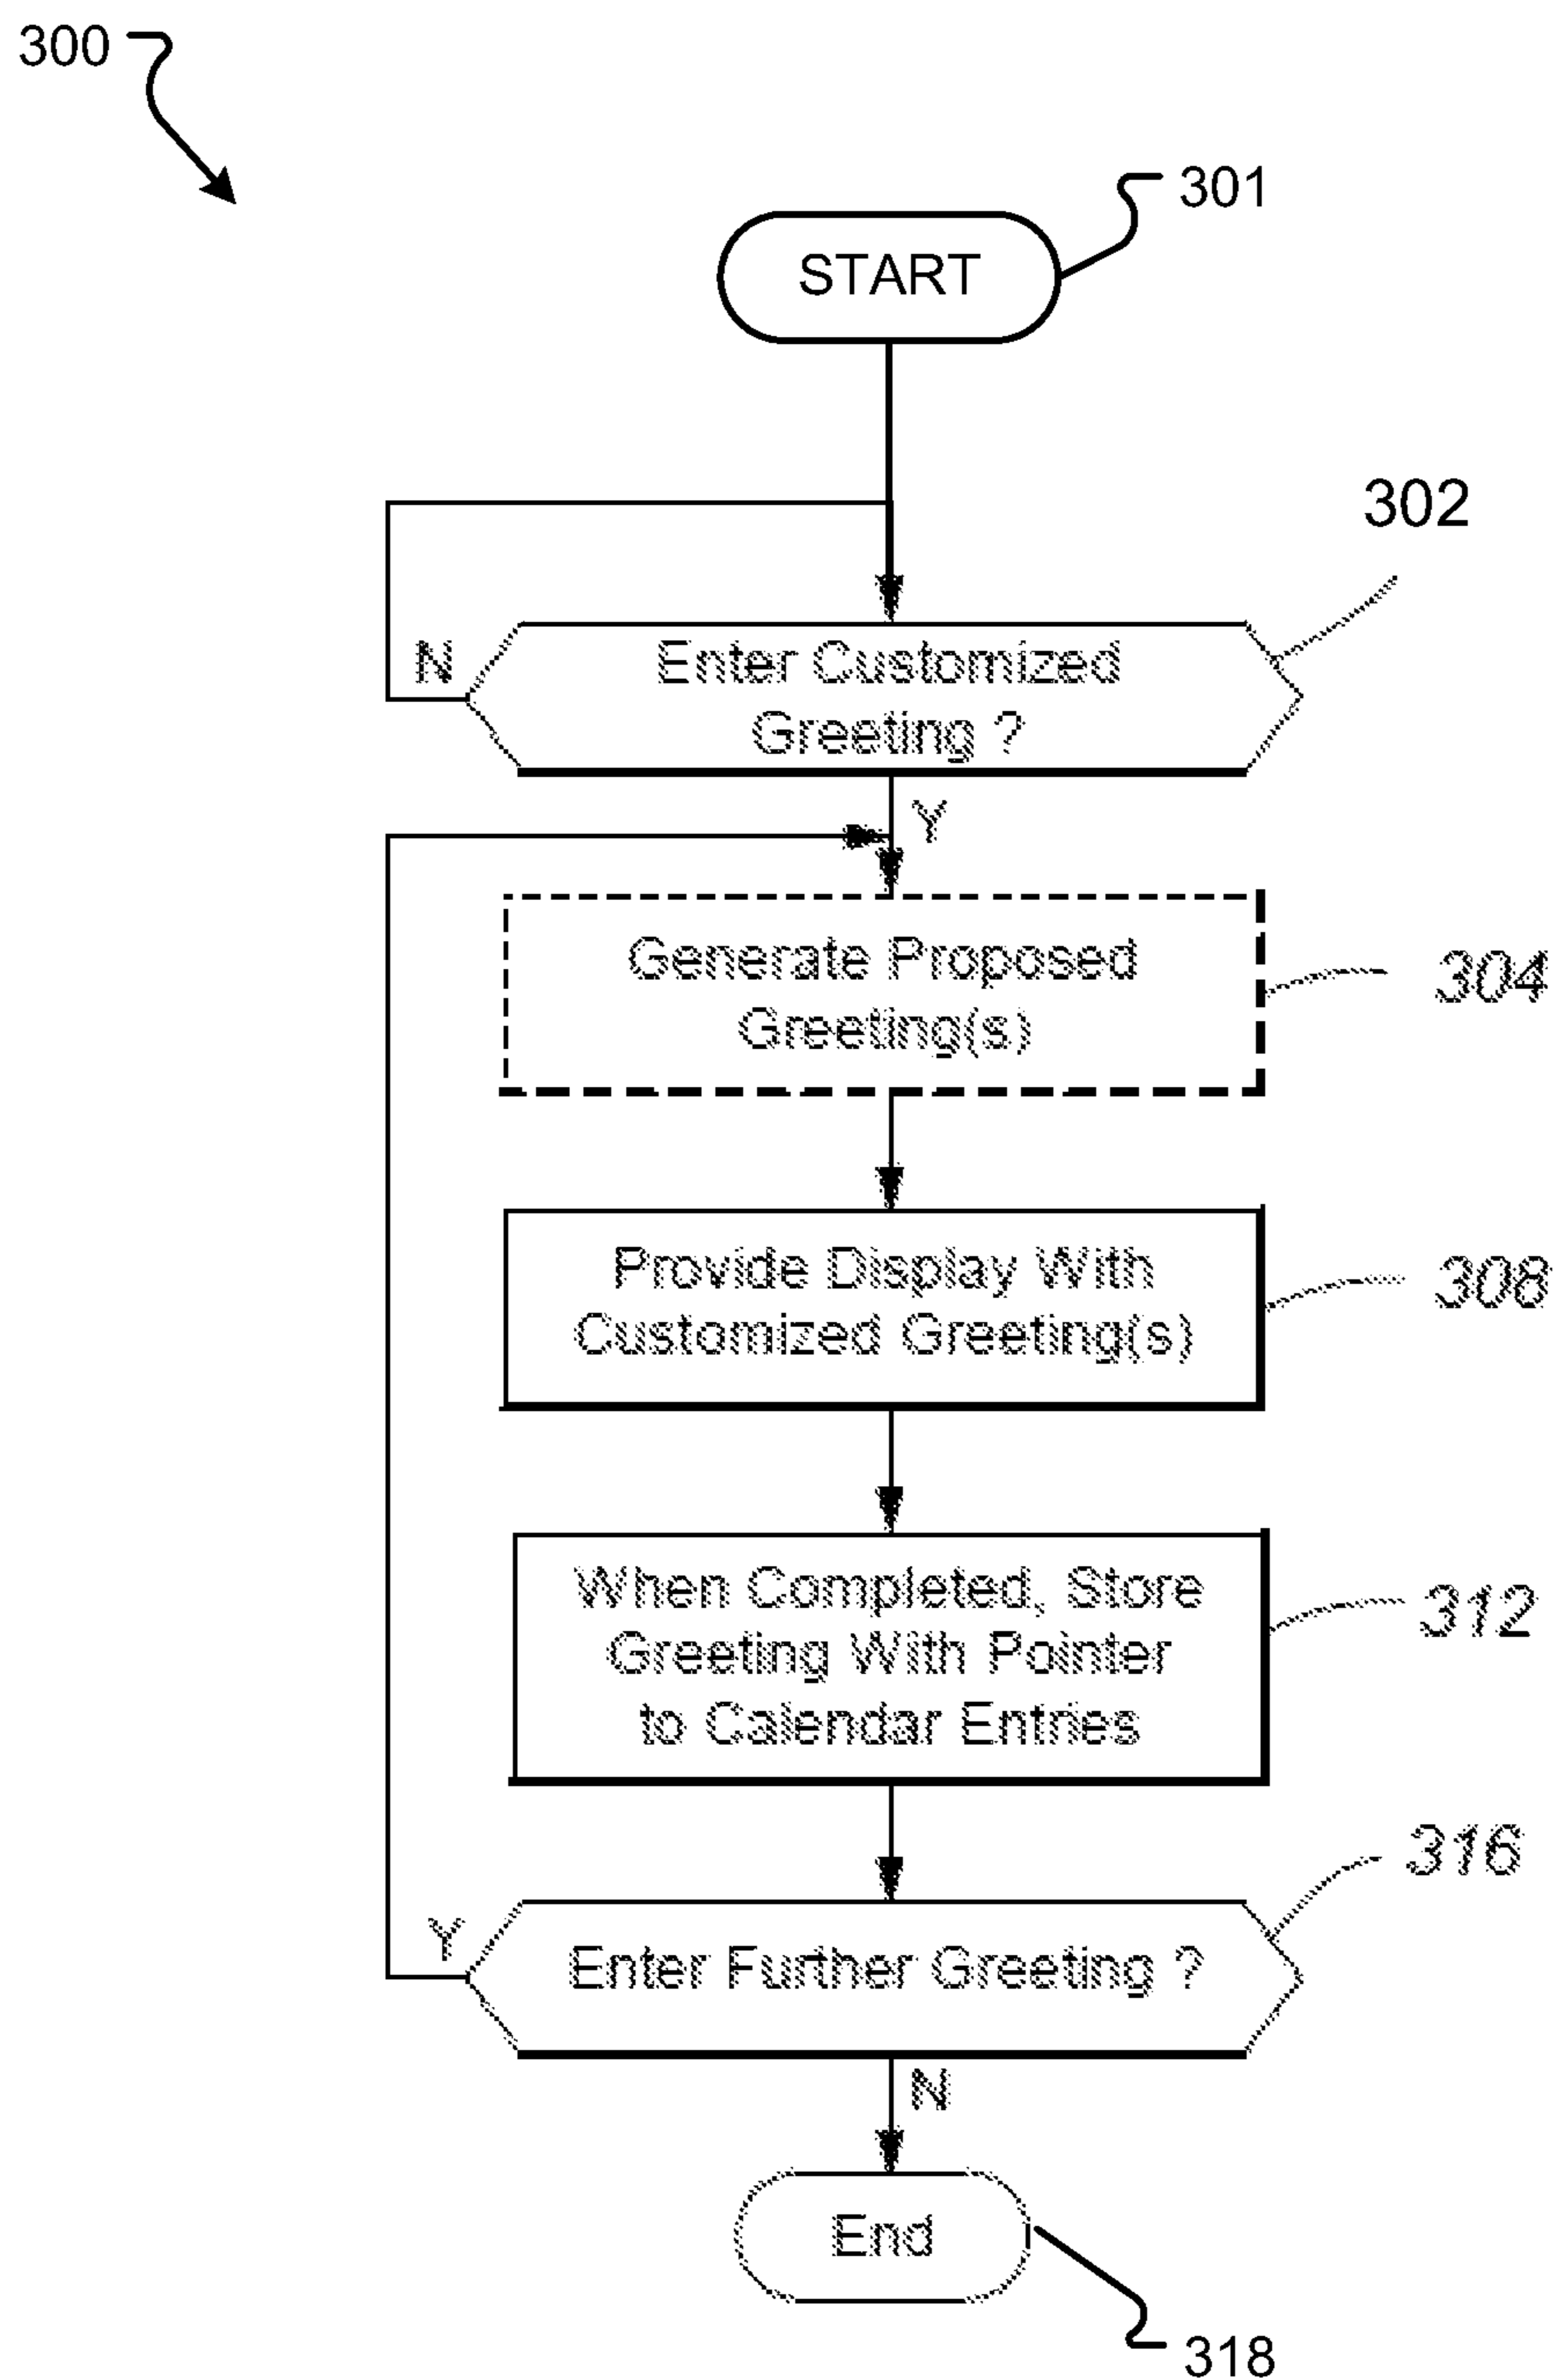 300
301
START
302
N
Enter Customized
Greeting ?
Y
Generate Proposed
Greeting(s)
304
Provide Display With
Customized Greeting(s)
308
When Completed, Store
Greeting With Pointer
to Calendar Entries
312
316
Y
Enter Further Greeting ?
N
End
318